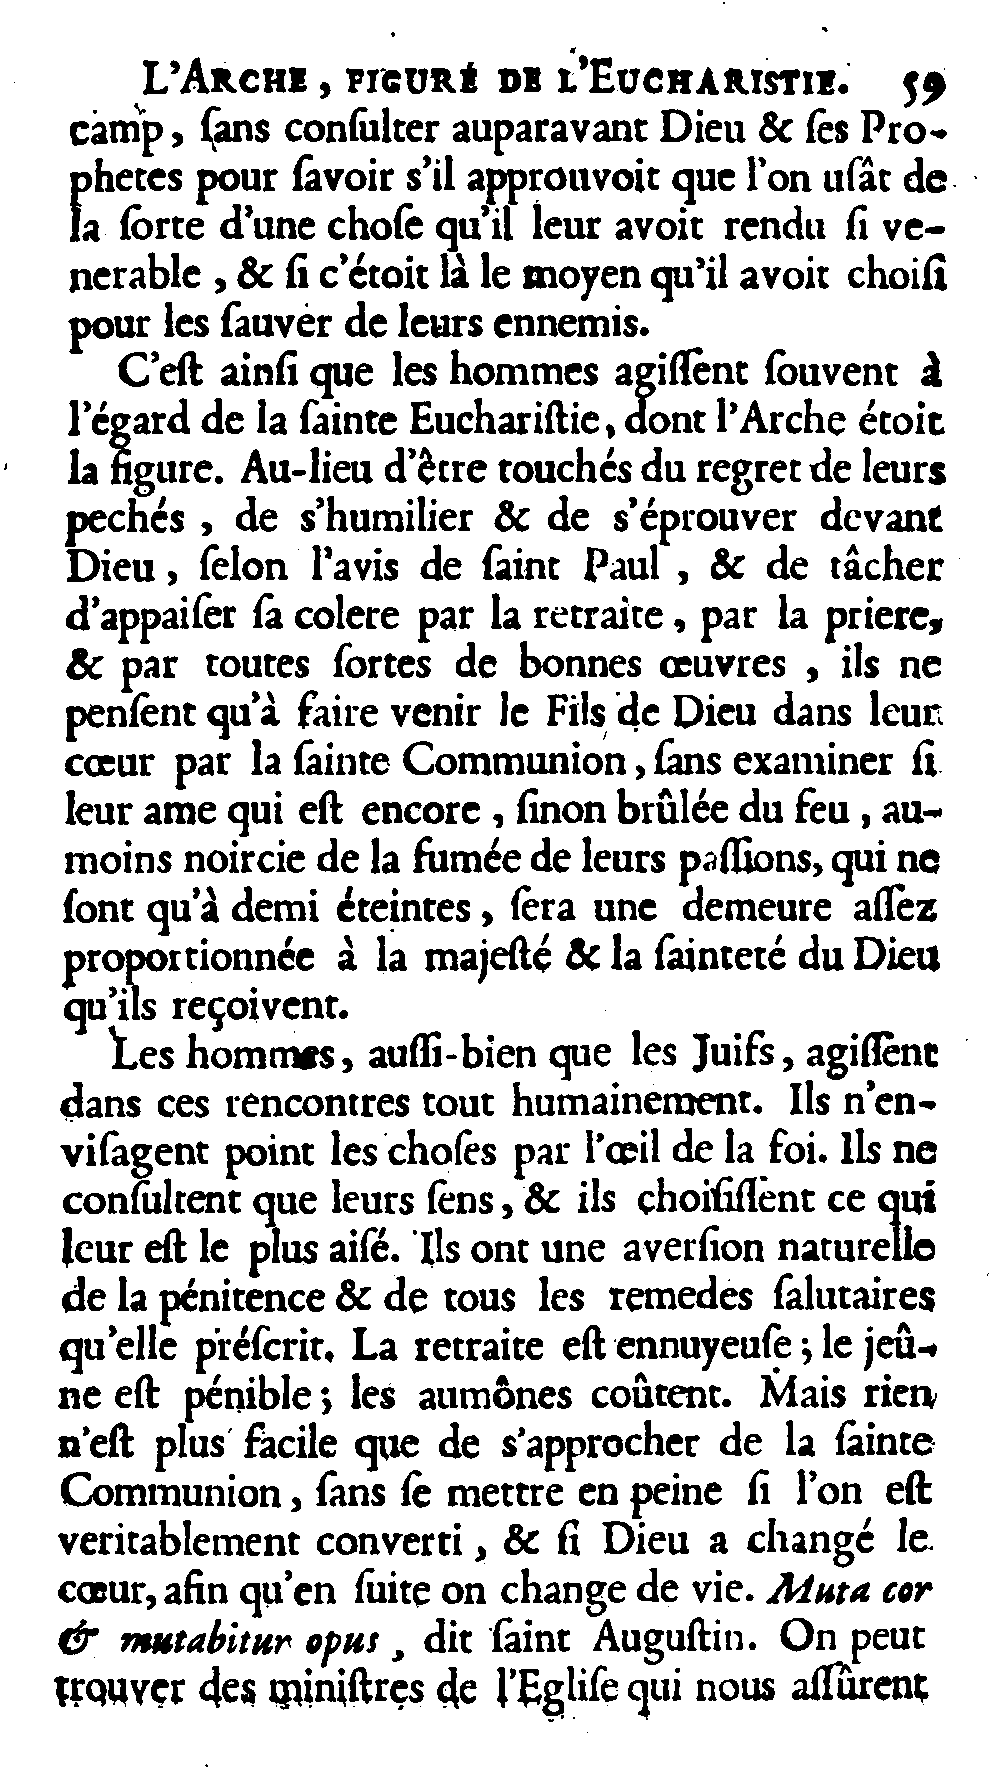 L'ARCHE, FIGURÉ DE L'EUCHARISTIE. 59
camp, ſans conſulter auparavant Dieu & ſes Pro-
phetes pour ſavoir s'il approuvoit que l'on uſât de
la ſorte d'une choſe qu'il leur avoit rendu ſi ve-
nerable, & ſi c'étoit là le moyen qu'il avoit choiſi
pour les ſauver de leurs ennemis.
C'eſt ainſi que les hommes agiſſent ſouvent à
l'égard de la ſainte Euchariſtie, dont l'Arche étoit
la figure. Au-lieu d'être touchés du regret de leurs
pechés, de s'humilier & de s'éprouver devant
Dieu, ſelon l'avis de ſaint Paul, & de tâcher
d'appaiſer ſa colere par la retraite, par la priere,
& par toutes ſortes de bonnes œuvres, ils ne
penſent qu'à faire venir le Fils de Dieu dans leur
cœur par la ſainte Communion, ſans examiner ſi
leur ame qui eſt encore, ſinon brûlée du feu, au-
moins noircie de la fumée de leurs paſſions, qui ne
ſont qu'à demi éteintes, ſera une demeure aſſez
proportionnée à la majeſté & la ſainteté du Dieu
qu'ils reçoivent.
Les hommes, auſſi-bien que les Juifs, agiſſent
dans ces rencontres tout humainement. Ils n'en-
viſagent point les choſes par l'œil de la foi. Ils ne
conſultent que leurs ſens, & ils choiſiſſent ce qui
leur eſt le plus aiſé. Ils ont une averſion naturelle
de la pénitence & de tous les remedes ſalutaires
qu'elle préſcrit. La retraite eſt ennuyeuſe; le jeû-
ne eſt pénible; les aumônes coûtent. Mais rien
n'eſt plus facile que de s'approcher de la ſainte
Communion, ſans ſe mettre en peine ſi l'on eſt
veritablement converti, & ſi Dieu a changé le
cœur, afin qu'en ſuite on change de vie. Muta cor
& mutabitur opus, dit ſaint Auguſtin. On peut
trouver des miniſtres de l'Egliſe qui nous aſſûrent